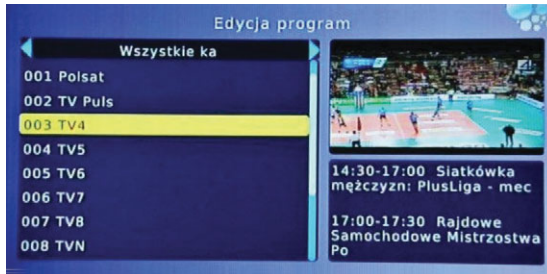 Edycja program
Wszystkie ka
001 Polsat
002 TV Puls
003 TV4
004 TV5
005 TV6
006 TV7
007 TV8
008 TVN
14:30-17:00 Siatkówka
mężczyzn: PlusLiga - mec
17:00-17:30 Rajdowe
Samochodowe Mistrzostwa
Po